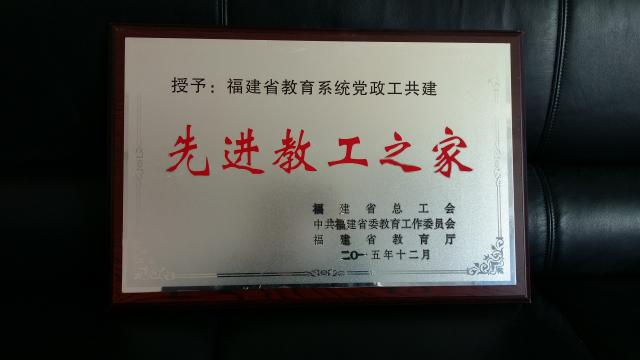 授予：福建省教育系统党政工共建
先进教工之家
福建省总工会
中共福建省委教育工作委员会
福建省教育厅
二〇一五年十二月